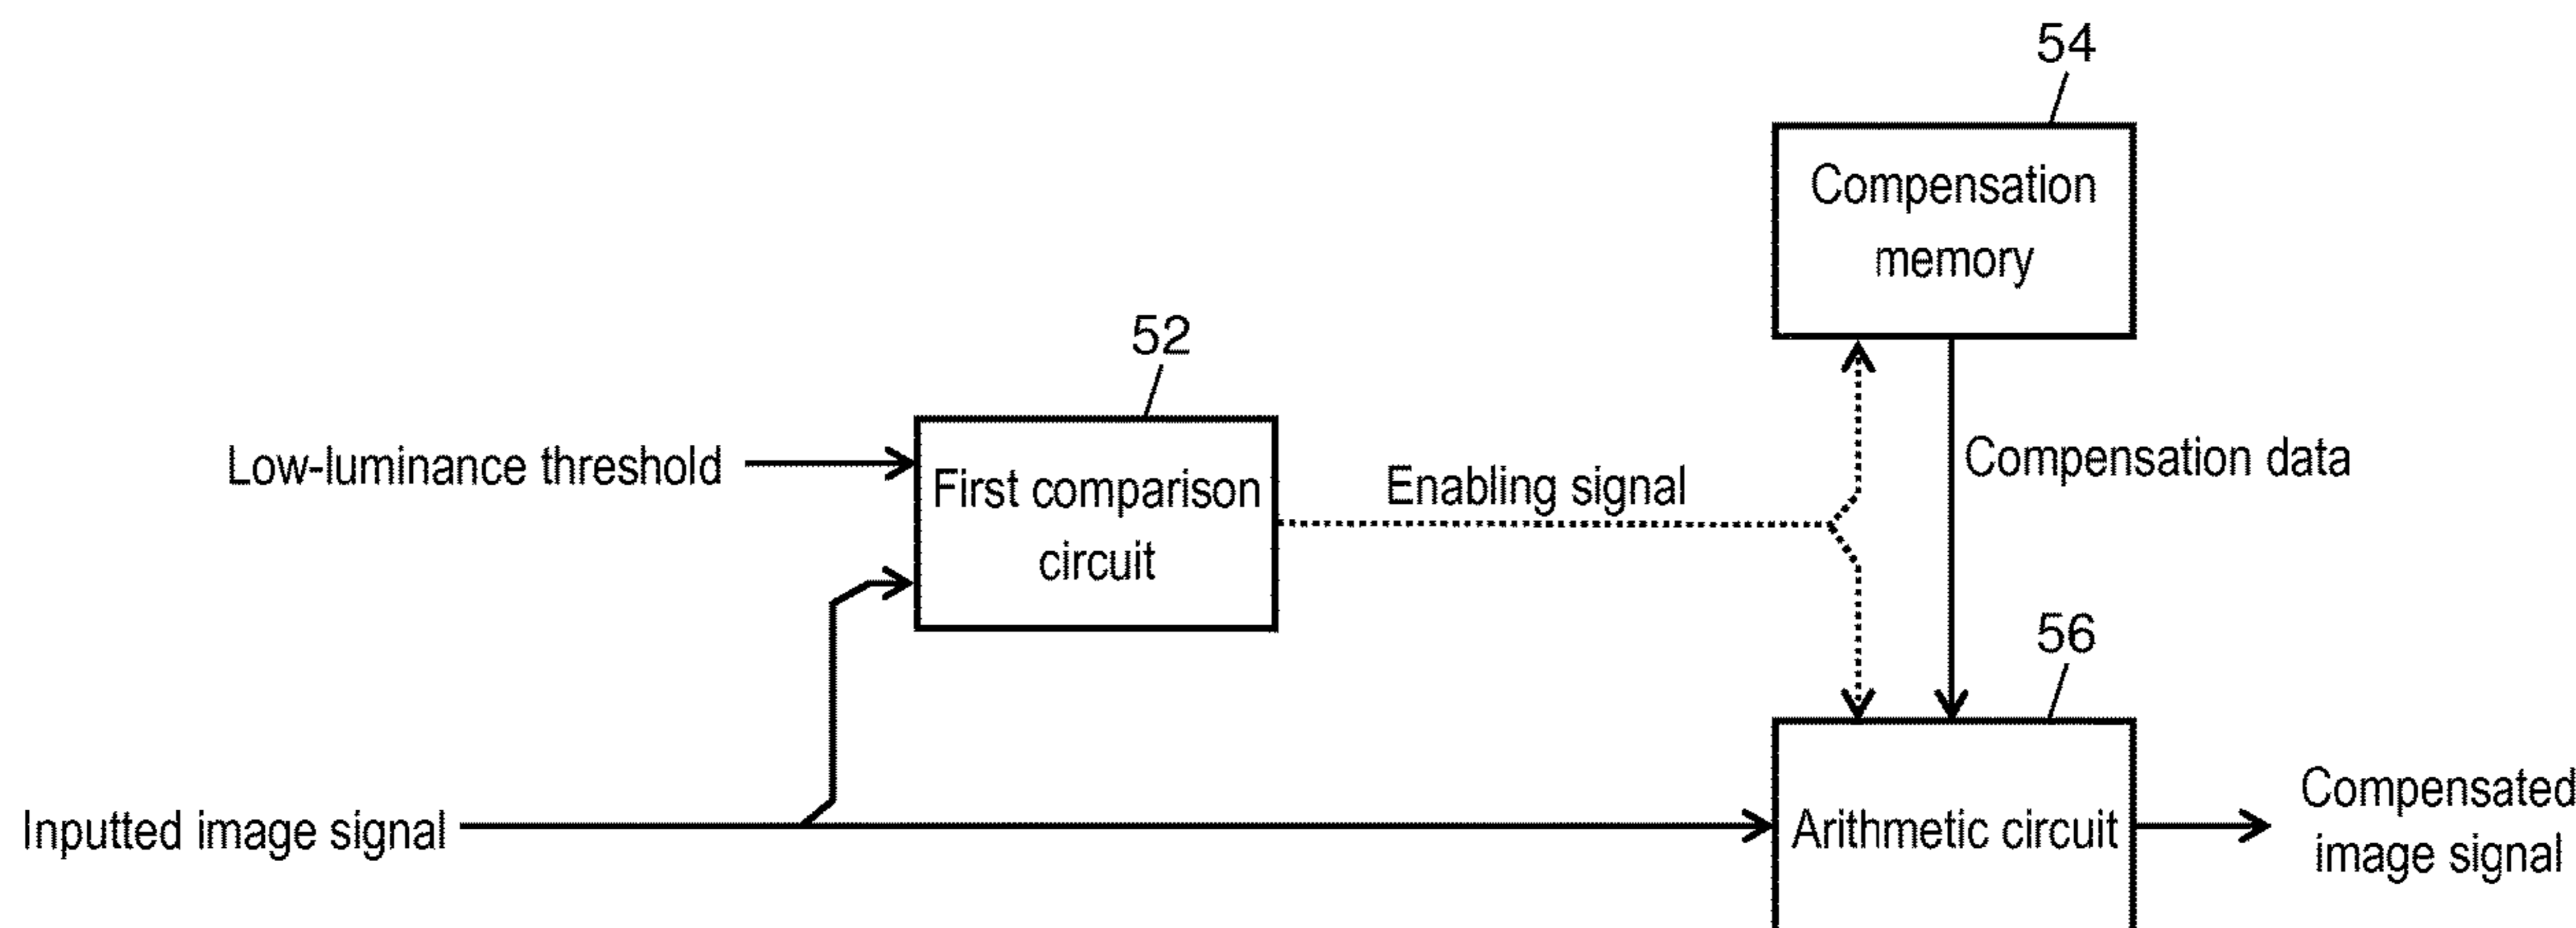 54
Compensation
memory
52
Low-luminance threshold
First comparison
circuit
Enabling signal
Compensation data
56
Inputted image signal
Arithmetic circuit
Compensated
image signal